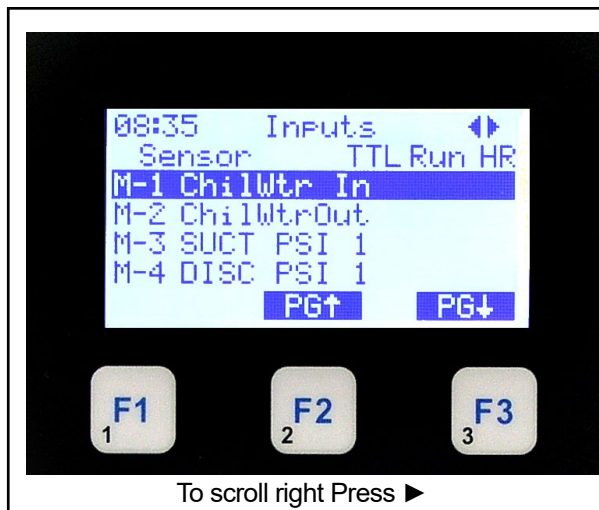 08:35 Inputs ◀▶
Sensor TTL Run HR
M-1 ChilWtr In
M-2 ChilWtrOut
M-3 SUCT PSI 1
M-4 DISC PSI 1
PG↑ PG↓
F1 F2 F3
1 2 3
To scroll right Press ►